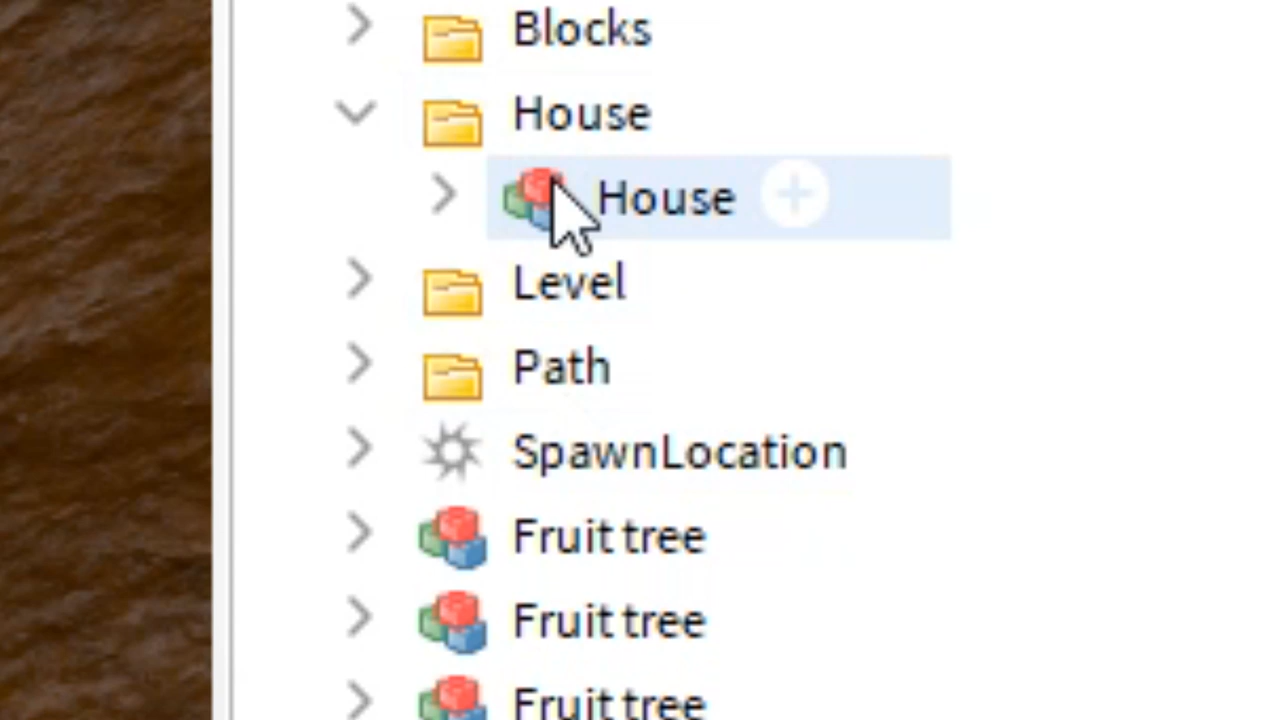 Blocks
House
House
Level
Path
SpawnLocation
Fruit tree
Fruit tree
Fruit tree